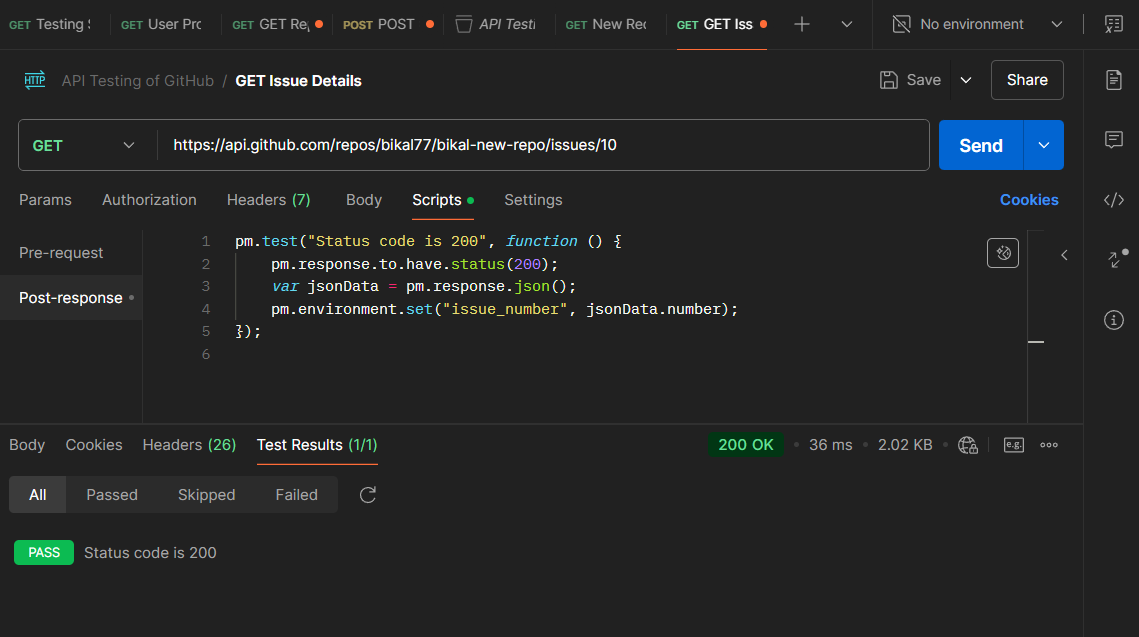 GET Testing GET User Pro GET GET Re POST POST API Testi GET New Rec GET GET Iss No environment
HTTP API Testing of GitHub / GET Issue Details Save Share
GET https://api.github.com/repos/bikal77/bikal-new-repo/issues/10 Send
Params Authorization Headers (7) Body Scripts Settings Cookies
Pre-request
Post-response
1 pm.test("Status code is 200", function () {
2 pm.response.to.have.status(200);
3 var jsonData = pm.response.json();
4 pm.environment.set("issue_number", jsonData.number);
5 });
6
Body Cookies Headers (26) Test Results (1/1) 200 OK • 36 ms • 2.02 KB • e.g.
All Passed Skipped Failed
PASS Status code is 200